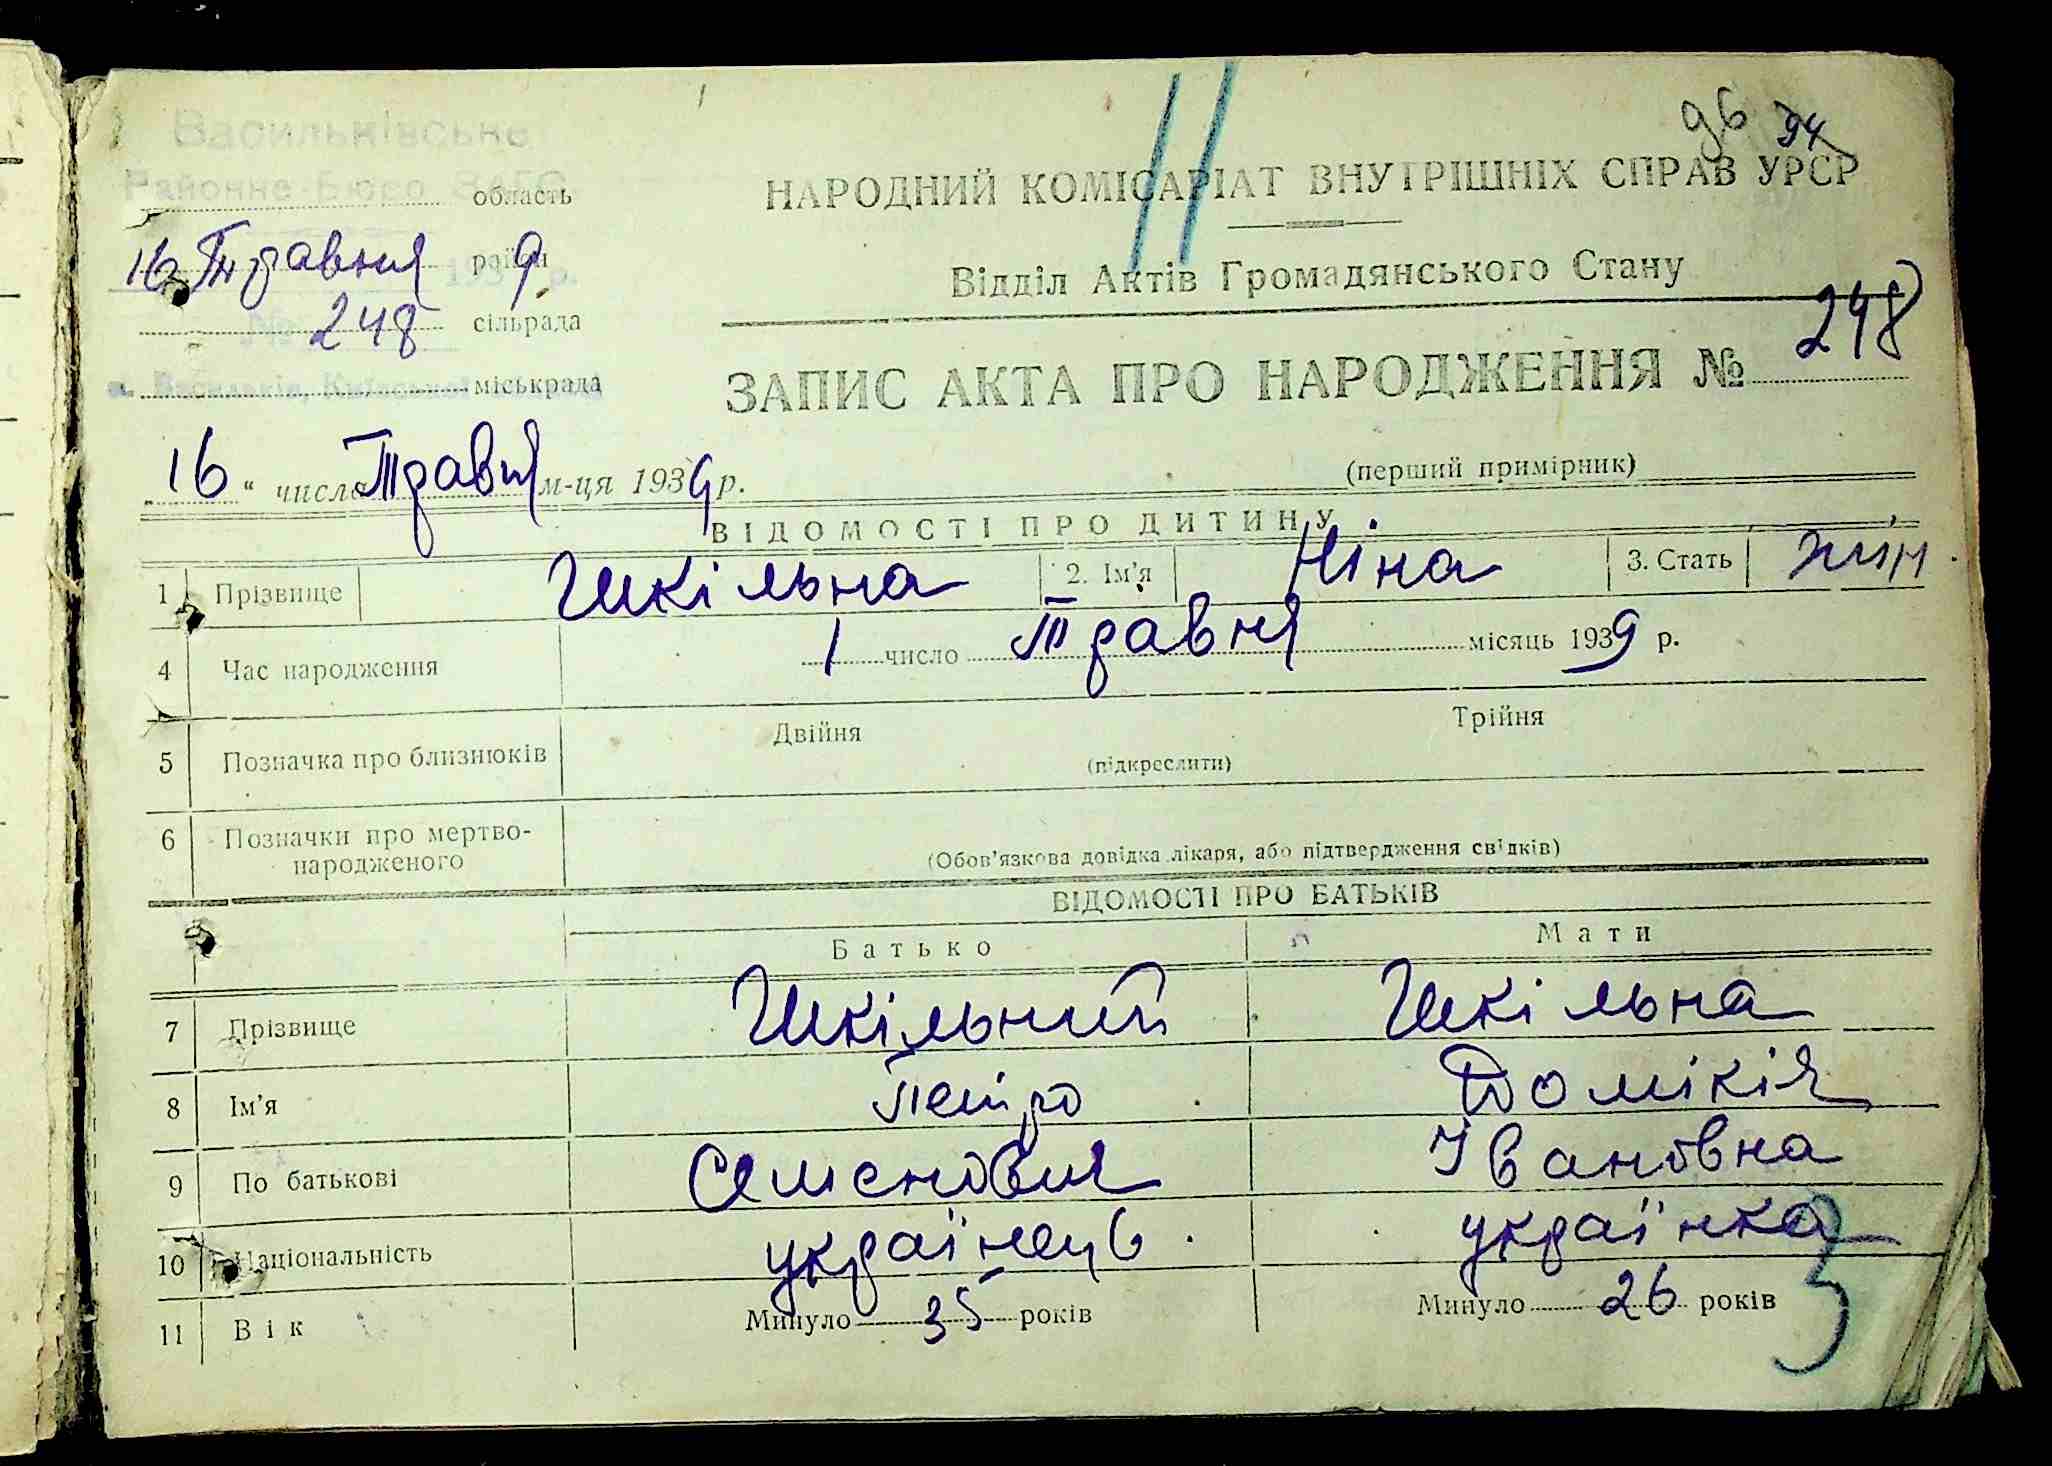 96 94
Васильківське
Районне Бюро ЗАГС
область
НАРОДНИЙ КОМІСАРІАТ ВНУТРІШНІХ СПРАВ УРСР
16 Травня район 1939 р.
Відділ Актів Громадянського Стану
№ 248 сільрада
м. Васильків, Київської міськрада
ЗАПИС АКТА ПРО НАРОДЖЕННЯ № 248
(перший примірник)
„ 16 “ числа Травня м-ця 1939 р.
ВІДОМОСТІ ПРО ДИТИНУ
1 Прізвище Шкільна 2. Ім'я Ніна 3. Стать жін.
4 Час народження 1 число Травня місяць 1939 р.
5 Позначка про близнюків Двійня Трійня
(підкреслити)
6 Позначки про мертво-
народженого
(Обов'язкова довідка лікаря, або підтвердження свідків)
ВІДОМОСТІ ПРО БАТЬКІВ
Батько Мати
7 Прізвище Шкільний Шкільна
8 Ім'я Петро Домікія
9 По батькові Семенович Івановна
10 Національність українець українка
11 Вік Минуло 35 років Минуло 26 років
3